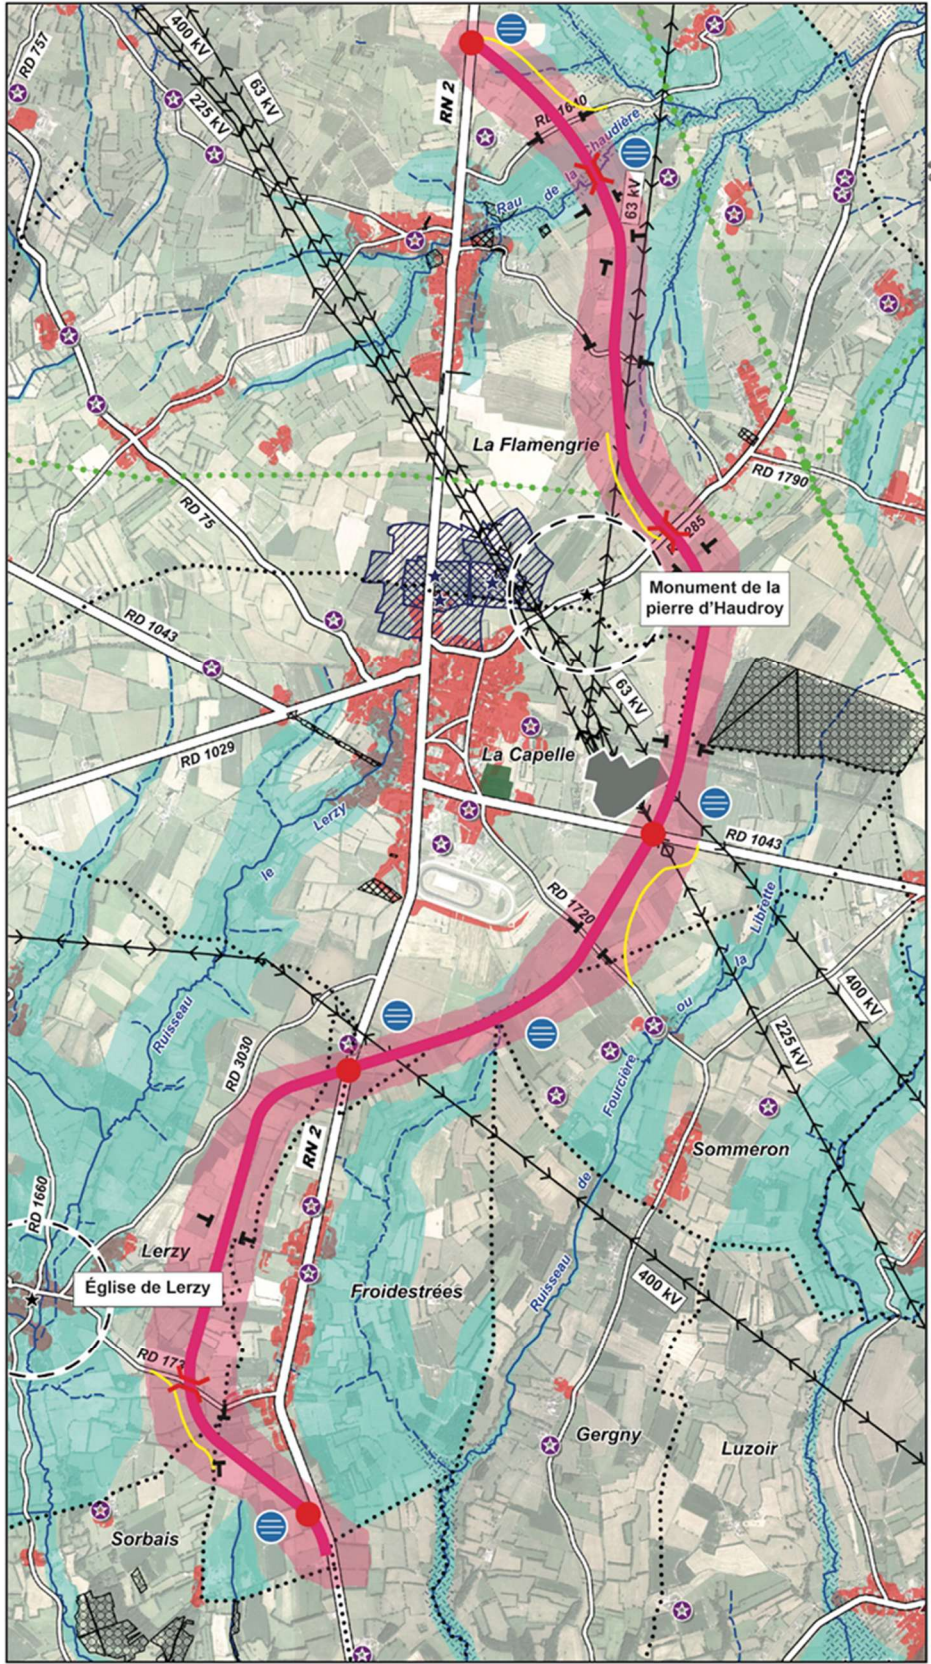 400 kV
63 kV
225 kV
RD 757
RN 2
RD 1640
Rau de la Chaudière
63 kV
La Flamengrie
RD 1790
RD 75
Monument de la
pierre d'Haudroy
RD 1043
63 kV
RD 1029
La Capelle
le Lerzy
RD 1043
RD 1720
Ruisseau
la Librette
ou
400 kV
225 kV
RD 3030
Fourcière
RN 2
Sommeron
de
RD 1660
Lerzy
Église de Lerzy
Froidestrées
Ruisseau
400 kV
Gergny
Luzoir
Sorbais